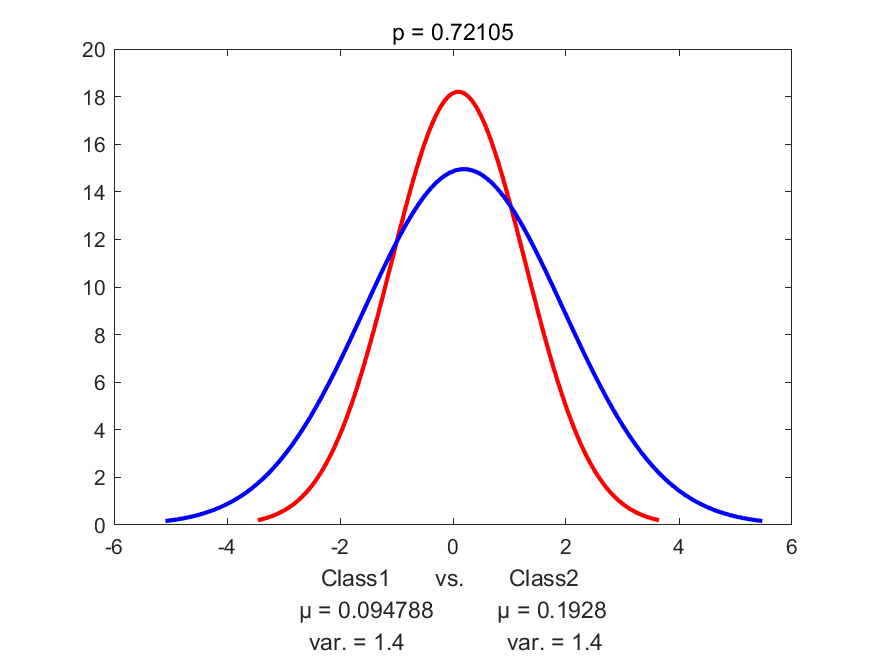 p = 0.72105
20
18
16
14
12
10
8
6
4
2
0
-6 -4 -2 0 2 4 6
Class1 vs. Class2
μ = 0.094788 μ = 0.1928
var. = 1.4 var. = 1.4